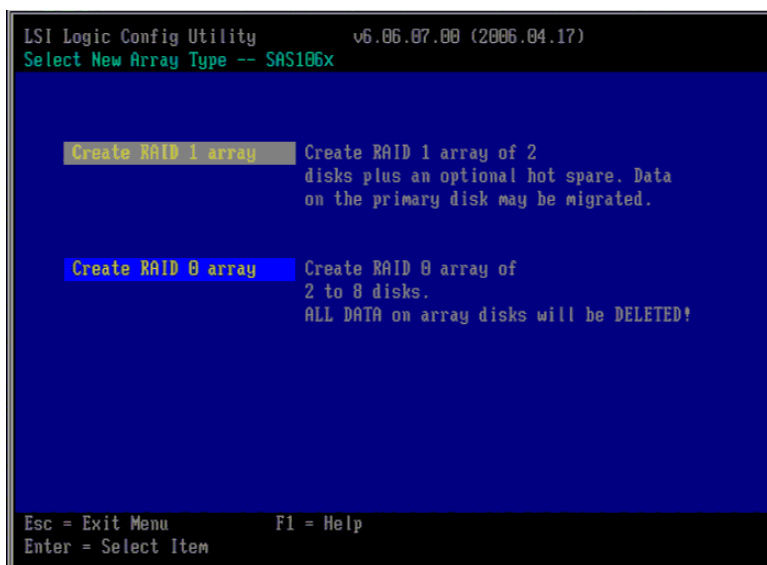 LSI Logic Config Utility v6.06.07.00 (2006.04.17)
Select New Array Type -- SAS106x
Create RAID 1 array Create RAID 1 array of 2
disks plus an optional hot spare. Data
on the primary disk may be migrated.
Create RAID 0 array Create RAID 0 array of
2 to 8 disks.
ALL DATA on array disks will be DELETED!
Esc = Exit Menu F1 = Help
Enter = Select Item